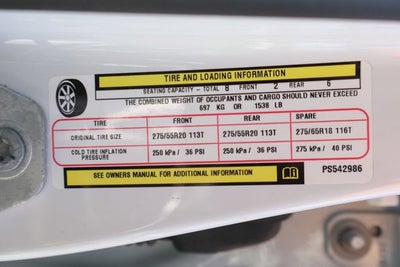 TIRE AND LOADING INFORMATION
SEATING CAPACITY - TOTAL 8 FRONT 2 REAR 6
THE COMBINED WEIGHT OF OCCUPANTS AND CARGO SHOULD NEVER EXCEED
697 KG OR 1538 LB
TIRE FRONT REAR SPARE
ORIGINAL TIRE SIZE 275/55R20 113T 275/55R20 113T 275/65R18 116T
COLD TIRE INFLATION PRESSURE 250 kPa / 36 PSI 250 kPa / 36 PSI 275 kPa / 40 PSI
SEE OWNERS MANUAL FOR ADDITIONAL INFORMATION PS542986